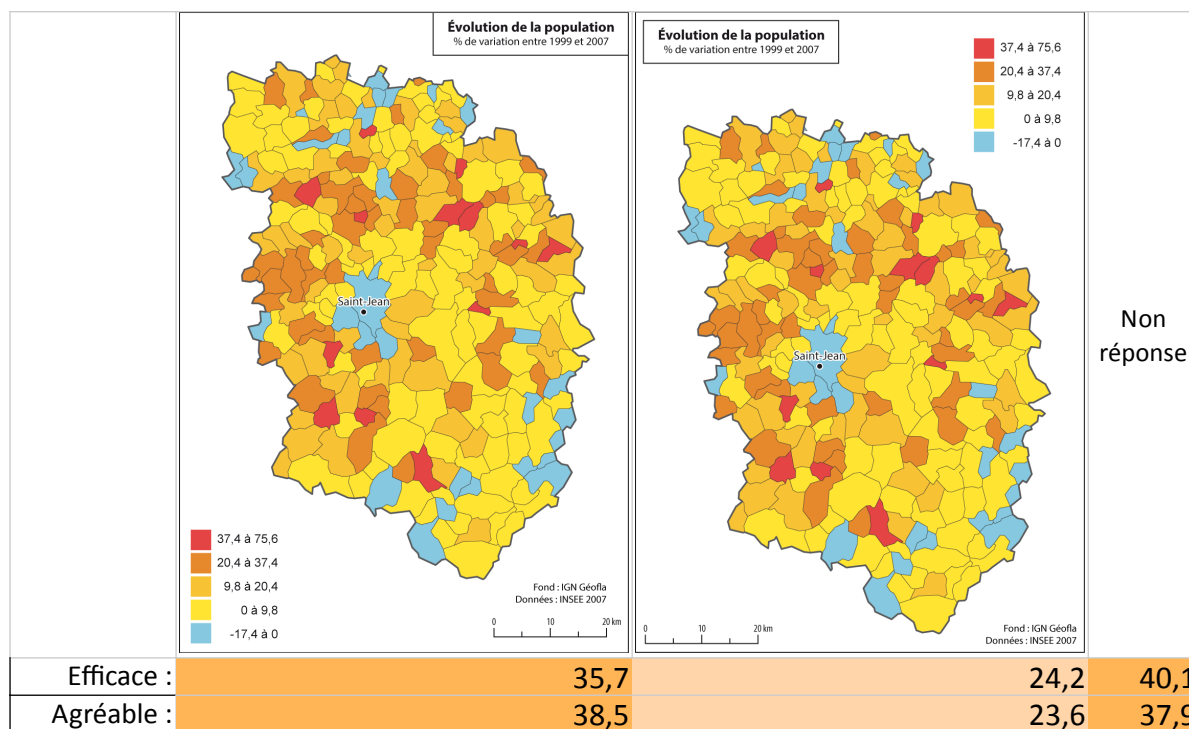 Évolution de la population
% de variation entre 1999 et 2007
Saint-Jean
37,4 à 75,6
20,4 à 37,4
9,8 à 20,4
0 à 9,8
-17,4 à 0
Fond : IGN Géofla
Données : INSEE 2007
0 10 20 km
Évolution de la population
% de variation entre 1999 et 2007
37,4 à 75,6
20,4 à 37,4
9,8 à 20,4
0 à 9,8
-17,4 à 0
Saint-Jean
Fond : IGN Géofla
Données : INSEE 2007
0 10 20 km
Non
réponse
Efficace : 35,7 24,2 40,1
Agréable : 38,5 23,6 37,9